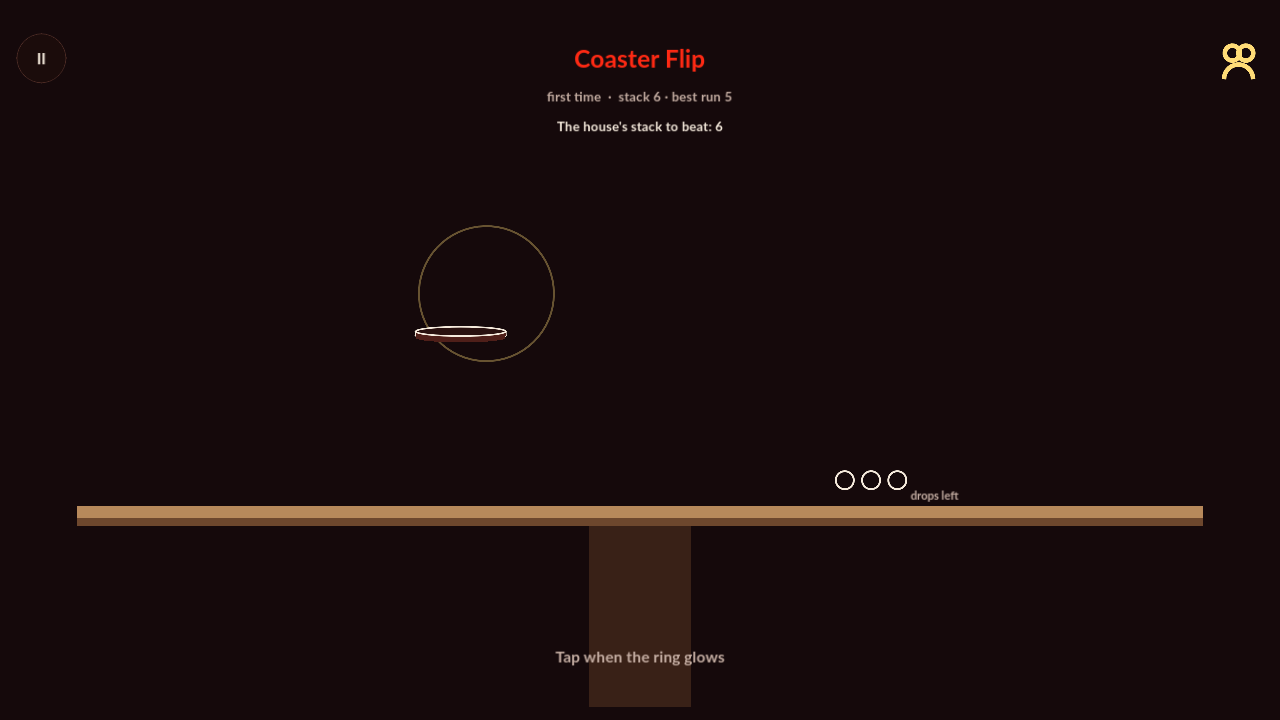 Coaster Flip
first time · stack 6 · best run 5
The house's stack to beat: 6
drops left
Tap when the ring glows